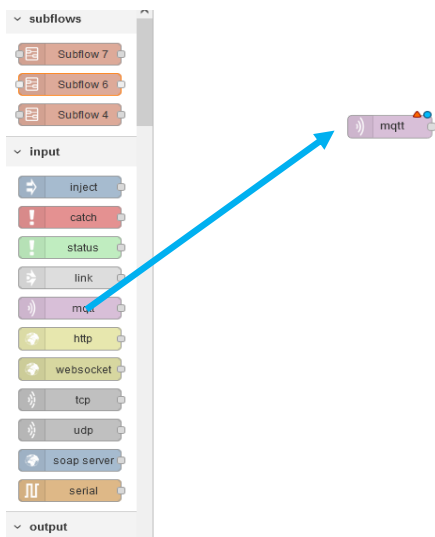 subflows
Subflow 7
Subflow 6
Subflow 4
input
inject
catch
status
link
mqtt
mqtt
http
websocket
tcp
udp
soap server
serial
output